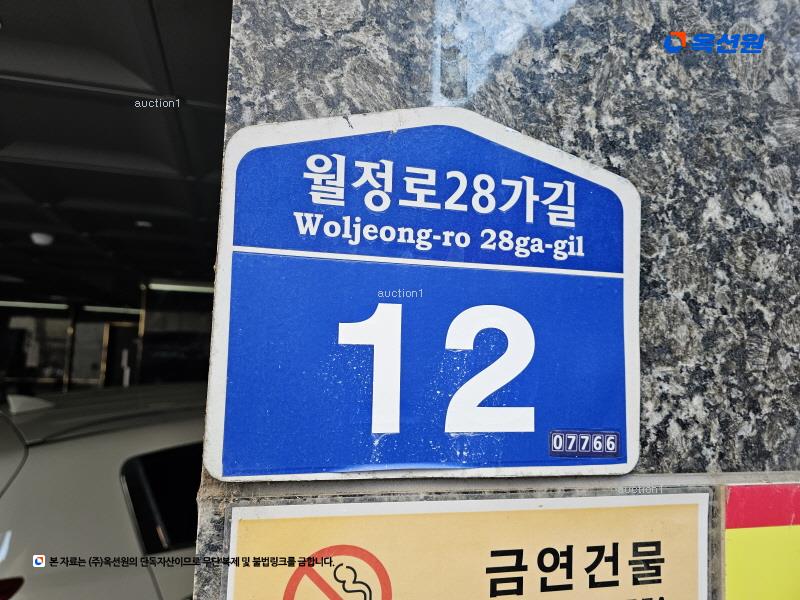 옥션원
auction1
월정로28가길
Woljeong-ro 28ga-gil
auction1
12
07766
auction1
금연건물
본 자료는 (주)옥션원의 단독자산이므로 무단 복제 및 불법링크를 금합니다.